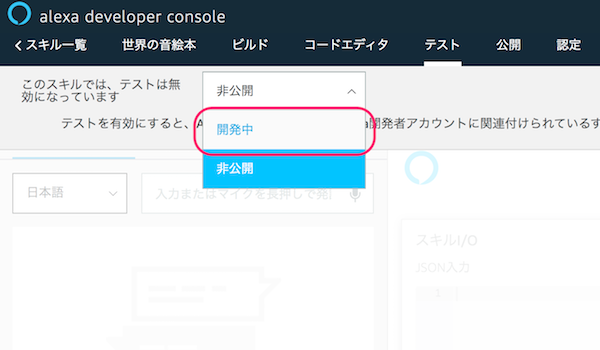 alexa developer console
スキル一覧 世界の音絵本 ビルド コードエディタ テスト 公開 認定
このスキルでは、テストは無
効になっています
非公開
テストを有効にすると、A a開発者アカウントに関連付けられているす
開発中
非公開
日本語
入力またはマイクを長押しで発
スキルI/O
JSON入力
1